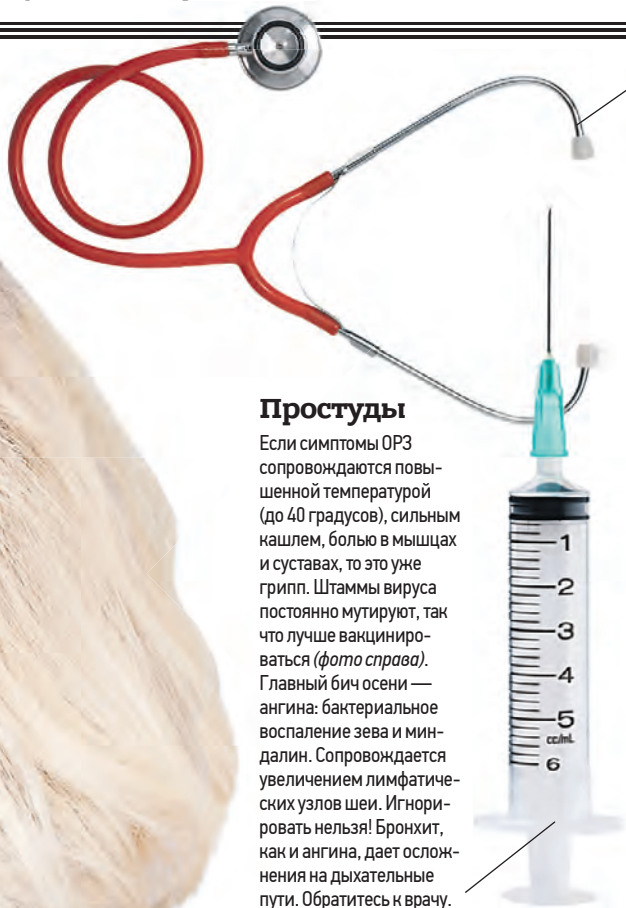 Простуды
Если симптомы ОРЗ
сопровождаются повы-
шенной температурой
(до 40 градусов), сильным
кашлем, болью в мышцах
и суставах, то это уже
грипп. Штаммы вируса
постоянно мутируют, так
что лучше вакциниро-
ваться (фото справа).
Главный бич осени —
ангина: бактериальное
воспаление зева и мин-
далин. Сопровождается
увеличением лимфатиче-
ских узлов шеи. Игнори-
ровать нельзя! Бронхит,
как и ангина, дает ослож-
нения на дыхательные
пути. Обратитесь к врачу.
1
2
3
4
5
cc/mL
6